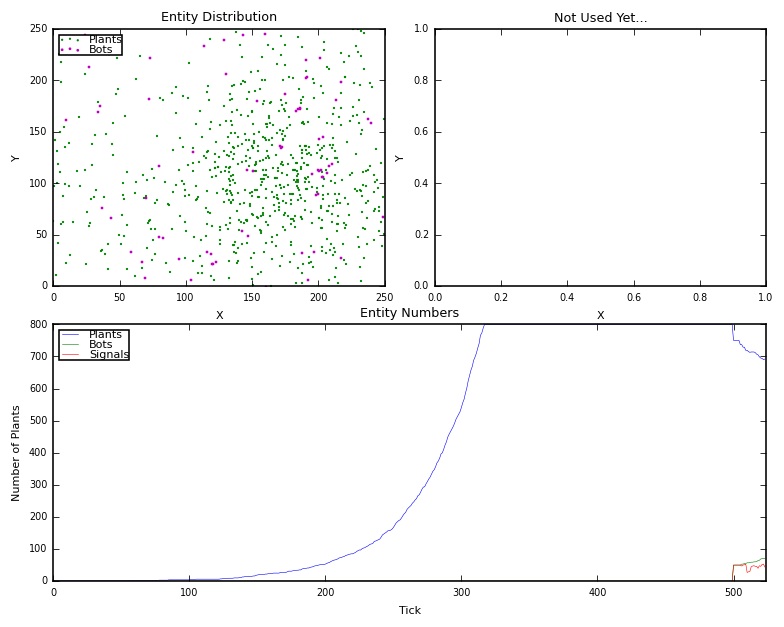 Entity Distribution
250
200
150
100
50
0
Y
Plants
Bots
0 50 100 150 200 250
X
Not Used Yet...
1.0
0.8
0.6
0.4
0.2
0.0
Y
0.0 0.2 0.4 0.6 0.8 1.0
X
Entity Numbers
800
700
600
500
400
300
200
100
0
Number of Plants
Plants
Bots
Signals
0 100 200 300 400 500
Tick